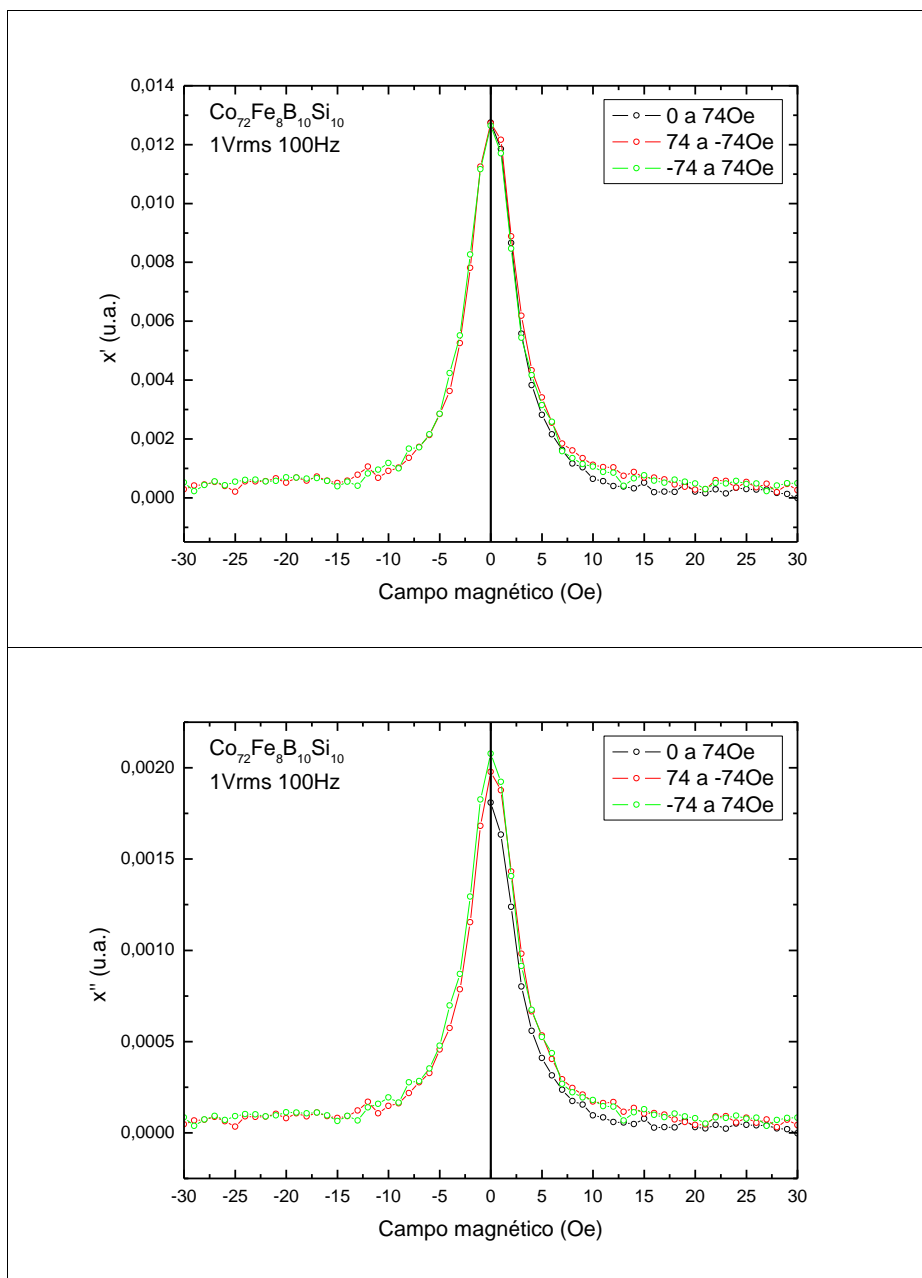 0,014
0,012
0,010
0,008
0,006
0,004
0,002
0,000
x' (u.a.)
Co72Fe8B10Si10
1Vrms 100Hz
0 a 74Oe
74 a -74Oe
-74 a 74Oe
-30 -25 -20 -15 -10 -5 0 5 10 15 20 25 30
Campo magnético (Oe)
0,0020
0,0015
0,0010
0,0005
0,0000
x'' (u.a.)
Co72Fe8B10Si10
1Vrms 100Hz
0 a 74Oe
74 a -74Oe
-74 a 74Oe
-30 -25 -20 -15 -10 -5 0 5 10 15 20 25 30
Campo magnético (Oe)